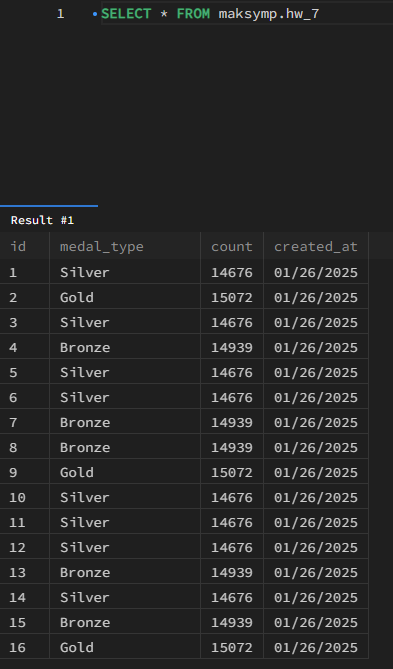 1 SELECT * FROM maksymp.hw_7
Result #1
id medal_type count created_at
1 Silver 14676 01/26/2025
2 Gold 15072 01/26/2025
3 Silver 14676 01/26/2025
4 Bronze 14939 01/26/2025
5 Silver 14676 01/26/2025
6 Silver 14676 01/26/2025
7 Bronze 14939 01/26/2025
8 Bronze 14939 01/26/2025
9 Gold 15072 01/26/2025
10 Silver 14676 01/26/2025
11 Silver 14676 01/26/2025
12 Silver 14676 01/26/2025
13 Bronze 14939 01/26/2025
14 Silver 14676 01/26/2025
15 Bronze 14939 01/26/2025
16 Gold 15072 01/26/2025